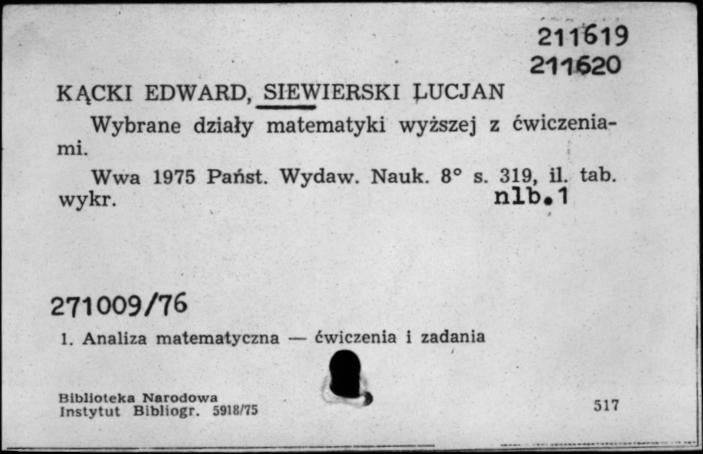 211619
211620
KĄCKI EDWARD, SIEWIERSKI LUCJAN
Wybrane działy matematyki wyższej z ćwiczenia-
mi.
Wwa 1975 Państ. Wydaw. Nauk. 8° s. 319, il. tab.
wykr. nlb.1
271009/76
1. Analiza matematyczna — ćwiczenia i zadania
Biblioteka Narodowa
Instytut Bibliogr. 5918/75
517